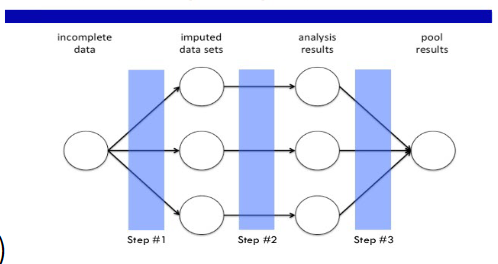 incomplete
data
imputed
data sets
analysis
results
pool
results
Step #1
Step #2
Step #3
)